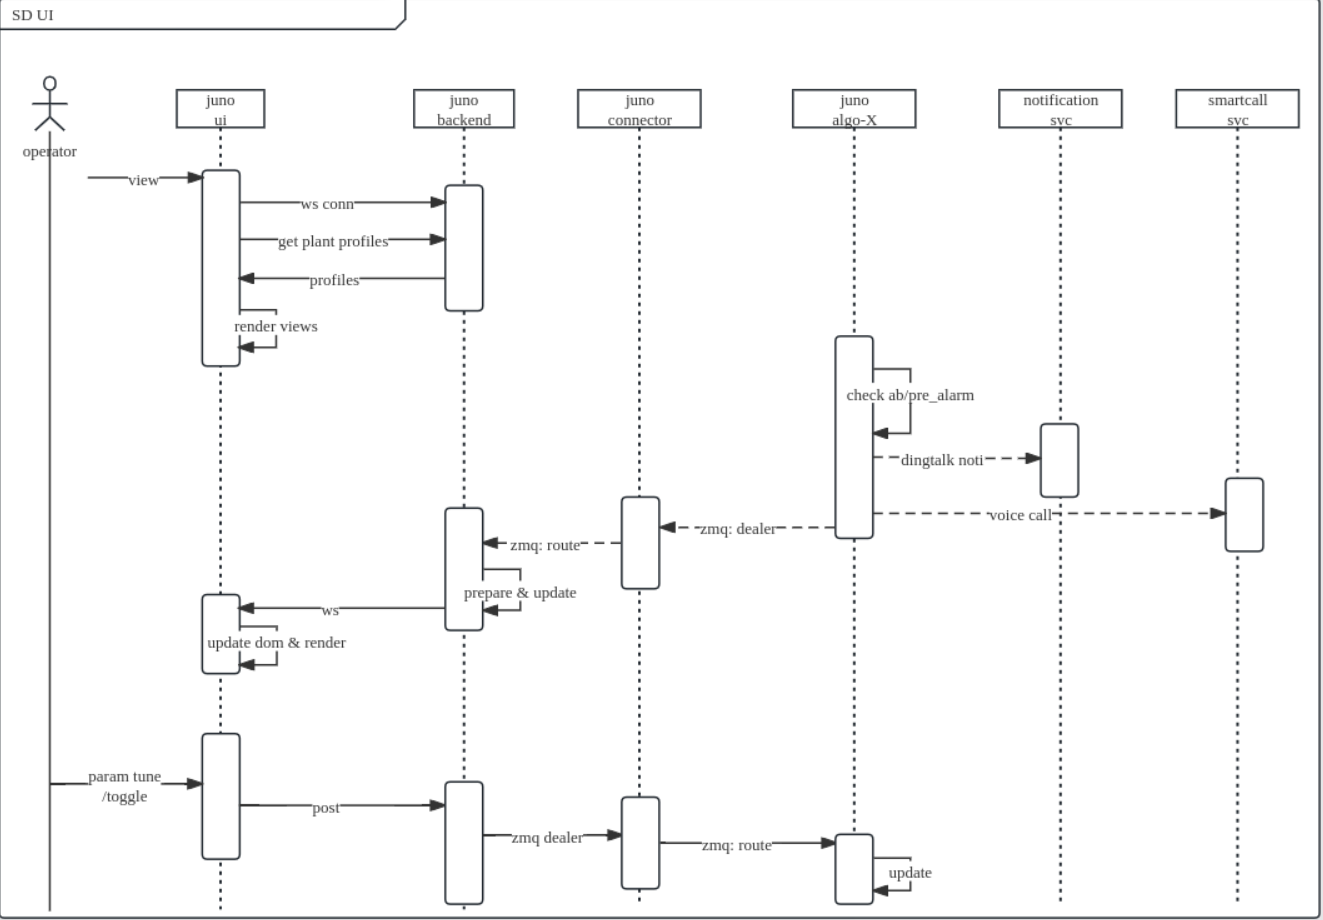 SD UI
operator
juno
ui
juno
backend
juno
connector
juno
algo-X
notification
svc
smartcall
svc
view
ws conn
get plant profiles
profiles
render views
check ab/pre_alarm
dingtalk noti
voice call
zmq: dealer
zmq: route
prepare & update
ws
update dom & render
param tune
/toggle
post
zmq dealer
zmq: route
update